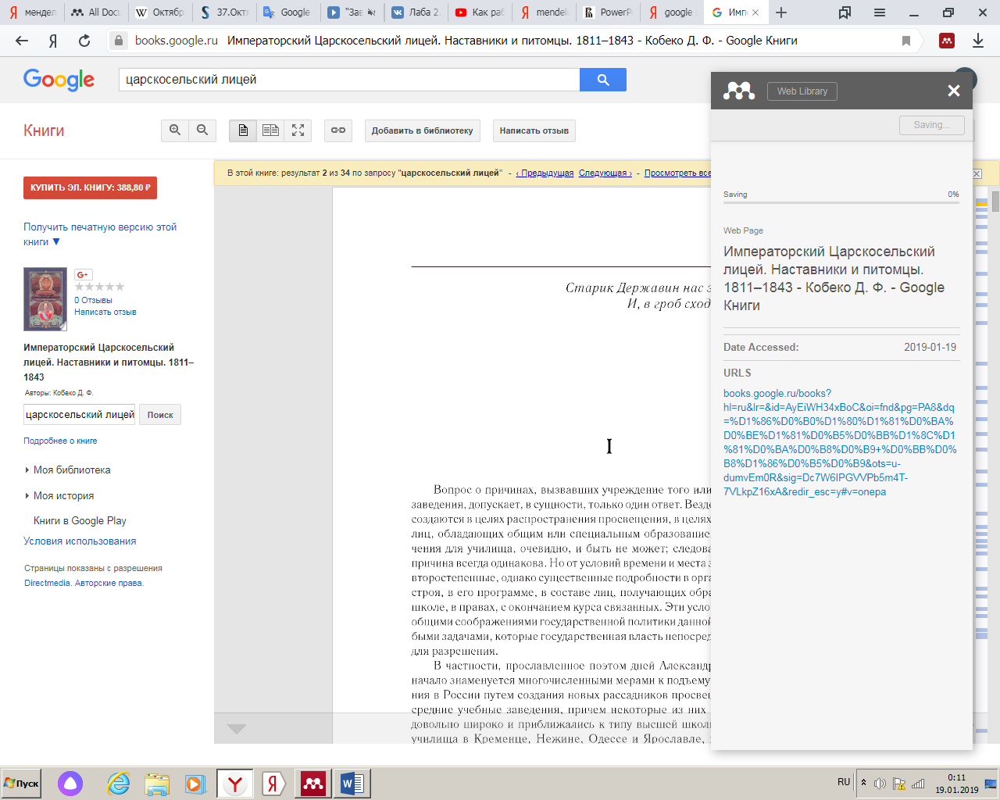 мендел
All Docu
Октябр
37.Октя
Google
"Зав
Лаба 2.
Как раб
mendele
PowerP
google s
Импе
books.google.ru Императорский Царскосельский лицей. Наставники и питомцы. 1811–1843 - Кобеко Д. Ф. - Google Книги
Google
царскосельский лицей
Книги
Добавить в библиотеку
Написать отзыв
КУПИТЬ ЭЛ. КНИГУ: 388,80 ₽
Получить печатную версию этой
книги ▼
G+
0 Отзывы
Написать отзыв
Императорский Царскосельский
лицей. Наставники и питомцы. 1811–
1843
Авторы: Кобеко Д. Ф.
царскосельский лицей
Поиск
Подробнее о книге
Моя библиотека
Моя история
Книги в Google Play
Условия использования
Страницы показаны с разрешения
Directmedia. Авторские права.
В этой книге: результат 2 из 34 по запросу "царскосельский лицей" - ‹ Предыдущая Следующая › - Просмотреть все
Старик Державин нас з
И, в гроб сход
Вопрос о причинах, вызвавших учреждение того или
заведения, допускает, в сущности, только один ответ. Везде
создаются в целях распространения просвещения, в целях
лиц, обладающих общим или специальным образование
чения для училища, очевидно, и быть не может; следова
причина всегда одинакова. Но от условий времени и места з
второстепенные, однако существенные подробности в орга
строя, в его программе, в составе лиц, получающих обра
школе, в правах, с окончанием курса связанных. Эти усло
общими соображениями государственной политики данной
быми задачами, которые государственная власть непосред
для разрешения.
В частности, прославленное поэтом дней Александр
начало знаменуется многочисленными мерами к подъему
ния в России путем создания новых рассадников просвещ
средние учебные заведения, причем некоторые из них
довольно широко и приближались к типу высшей школ
училища в Кременце, Нежине, Одессе и Ярославле,
Web Library
Saving...
Saving 0%
Web Page
Императорский Царскосельский
лицей. Наставники и питомцы.
1811–1843 - Кобеко Д. Ф. - Google
Книги
Date Accessed: 2019-01-19
URLS
books.google.ru/books?
hl=ru&lr=&id=AyEiWH34xBoC&oi=fnd&pg=PA8&dq
=%D1%86%D0%B0%D1%80%D1%81%D0%BA%
D0%BE%D1%81%D0%B5%D0%BB%D1%8C%D1
%81%D0%BA%D0%B8%D0%B9+%D0%BB%D0%
B8%D1%86%D0%B5%D0%B9&ots=u-
dumvEm0R&sig=Dc7W6IPGVVPb5m4T-
7VLkpZ16xA&redir_esc=y#v=onepa
Пуск
RU
0:11
19.01.2019